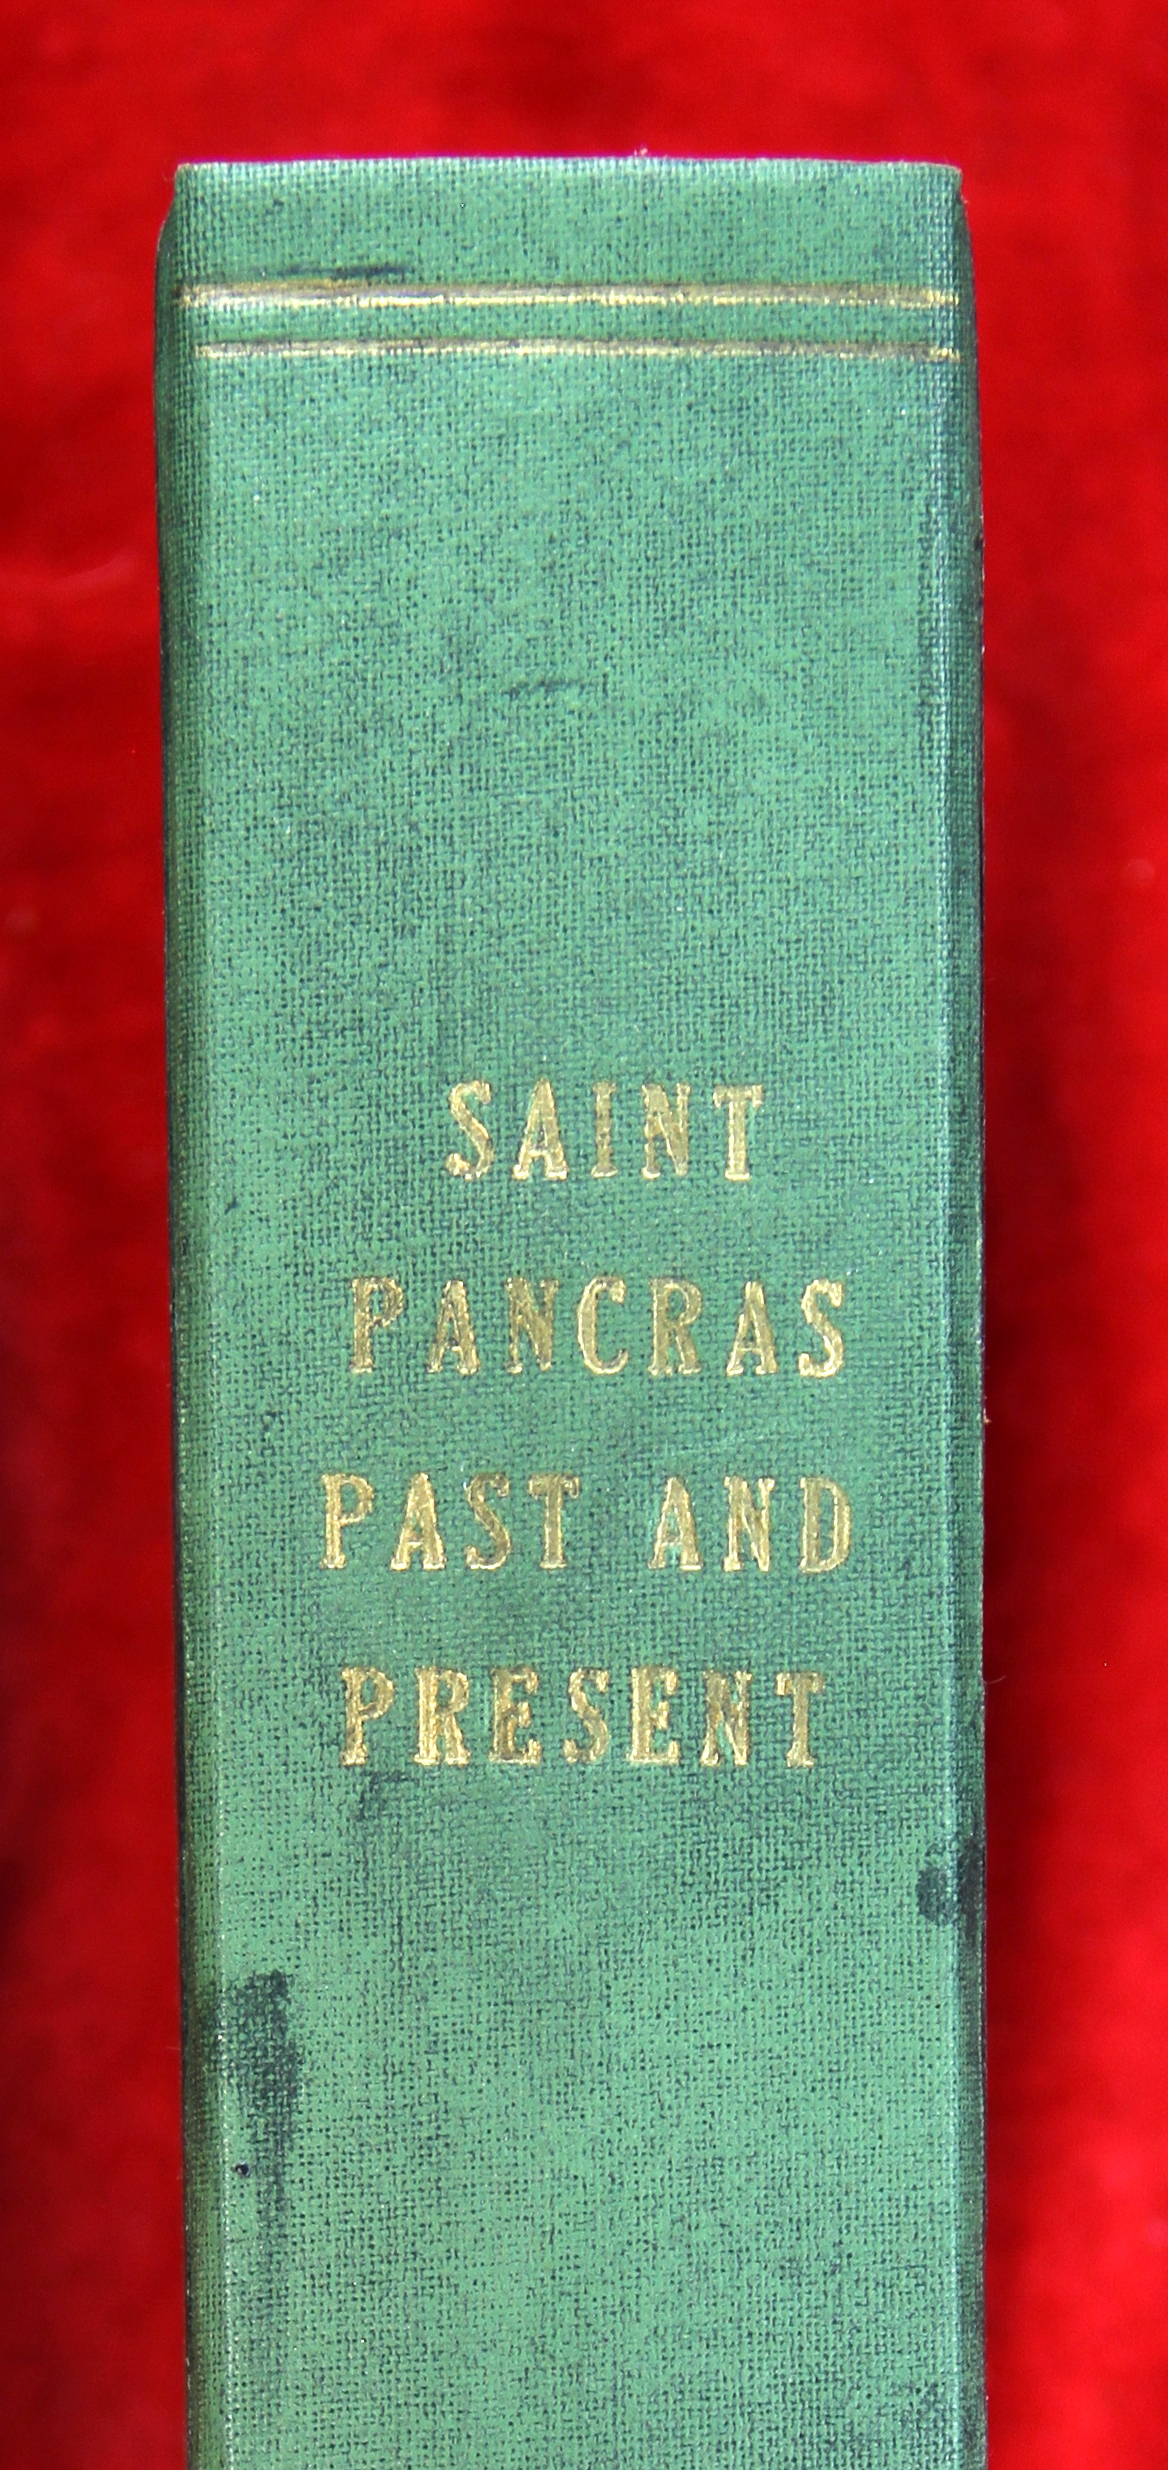 SAINT
PANCRAS
PAST AND
PRESENT